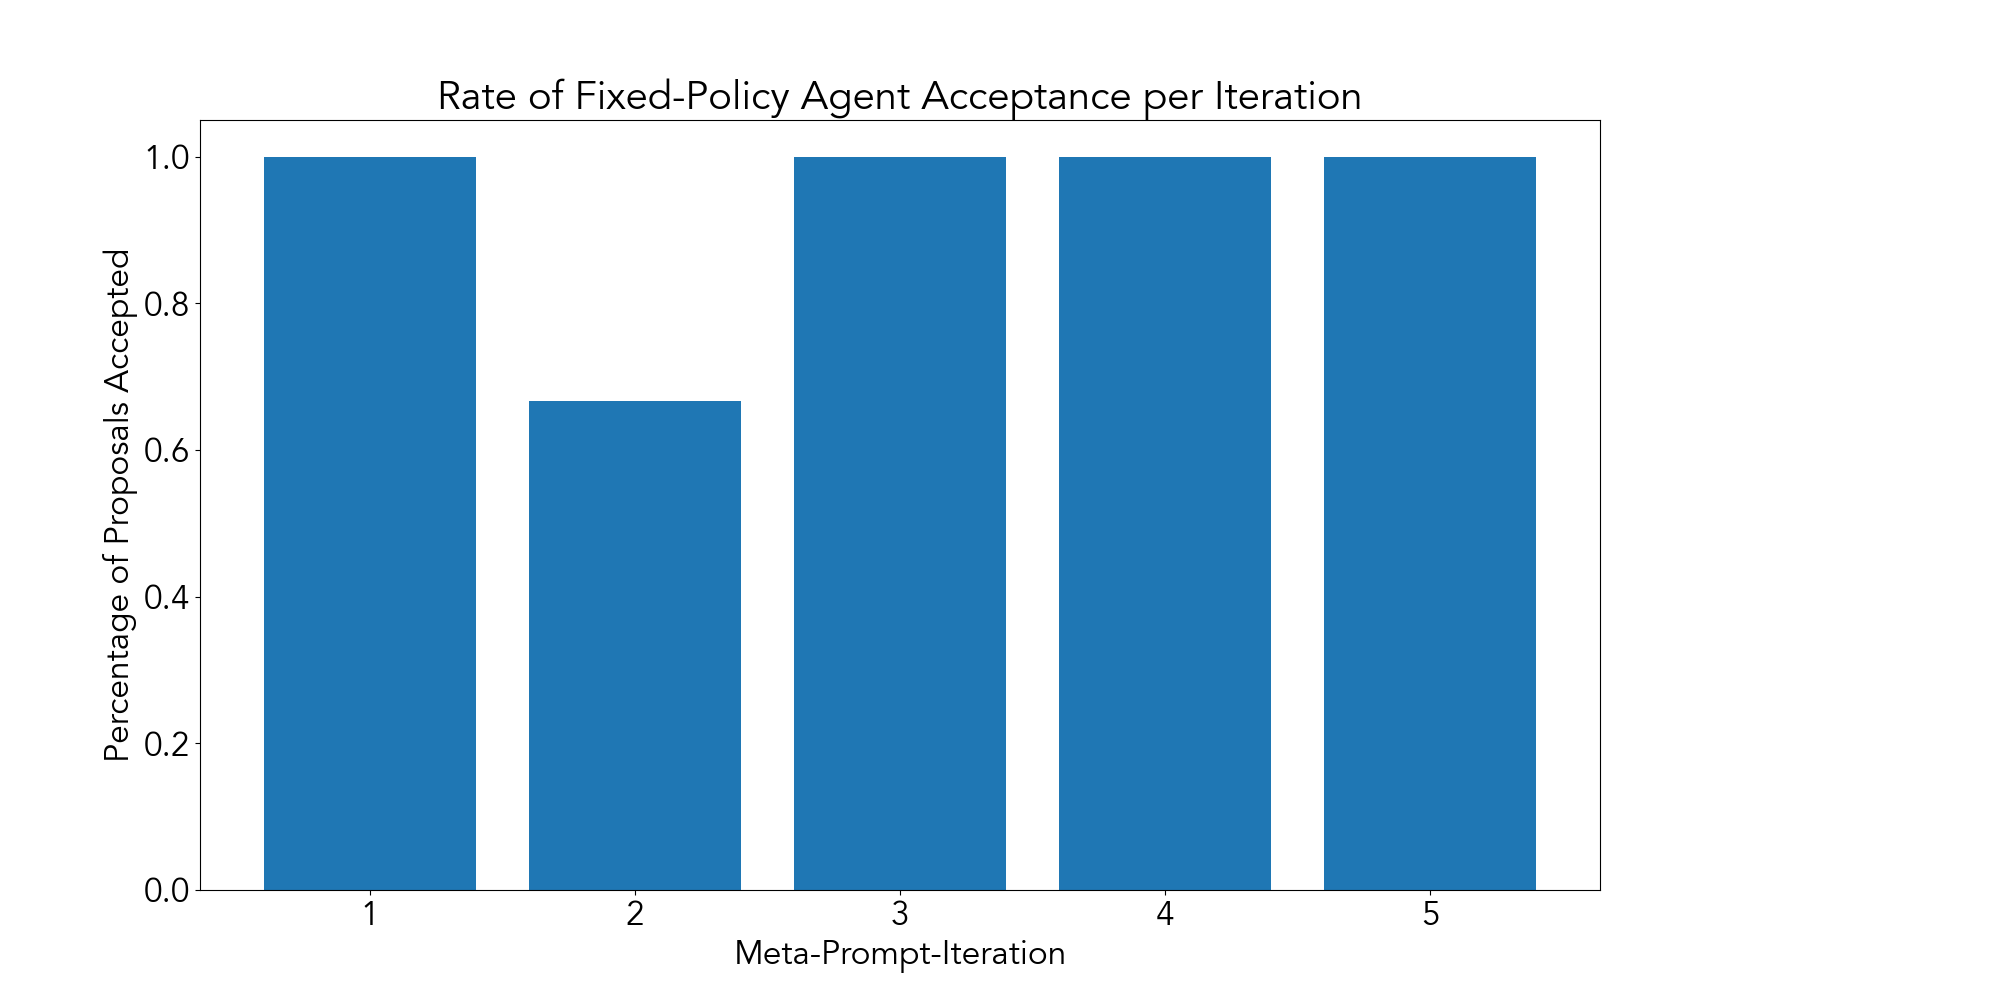 Rate of Fixed-Policy Agent Acceptance per Iteration
Percentage of Proposals Accepted
1.0
0.8
0.6
0.4
0.2
0.0
1 2 3 4 5
Meta-Prompt-Iteration